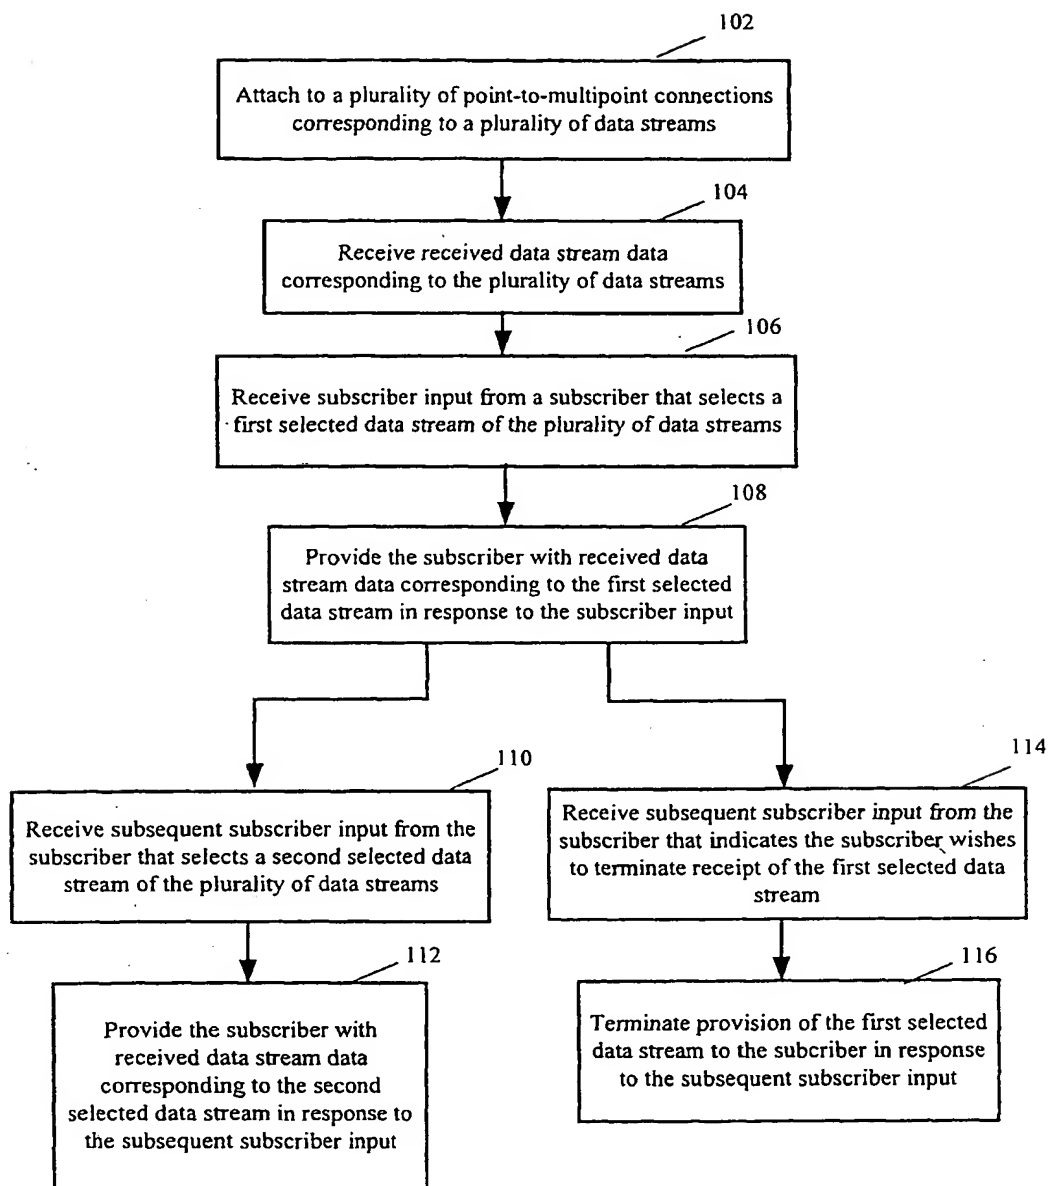 102
Attach to a plurality of point-to-multipoint connections
corresponding to a plurality of data streams
104
Receive received data stream data
corresponding to the plurality of data streams
106
Receive subscriber input from a subscriber that selects a
first selected data stream of the plurality of data streams
108
Provide the subscriber with received data
stream data corresponding to the first selected
data stream in response to the subscriber input
110
Receive subsequent subscriber input from the
subscriber that selects a second selected data
stream of the plurality of data streams
112
Provide the subscriber with
received data stream data
corresponding to the second
selected data stream in response to
the subsequent subscriber input
114
Receive subsequent subscriber input from the
subscriber that indicates the subscriber wishes
to terminate receipt of the first selected data
stream
116
Terminate provision of the first selected
data stream to the subcriber in response
to the subsequent subscriber input